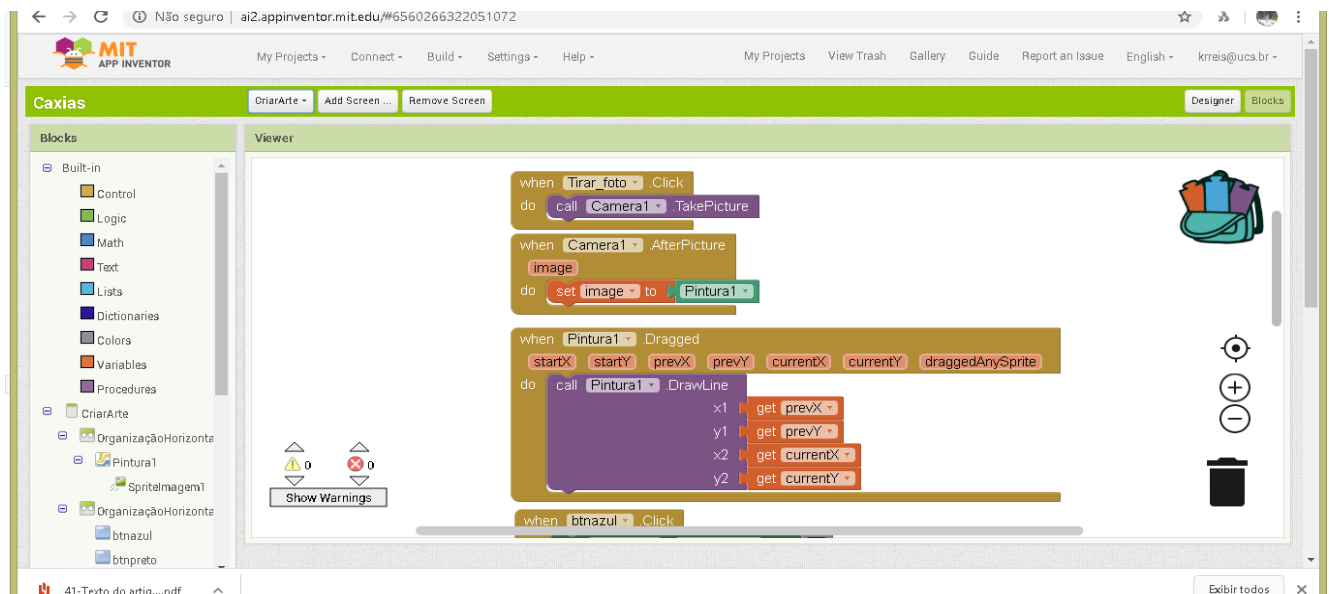 Não seguro | ai2.appinventor.mit.edu/#6560266322051072
MIT
APP INVENTOR
My Projects Connect Build Settings Help My Projects View Trash Gallery Guide Report an Issue English krreis@ucs.br
Caxias CriarArte Add Screen ... Remove Screen Designer Blocks
Blocks Viewer
Built-in
Control
Logic
Math
Text
Lists
Dictionaries
Colors
Variables
Procedures
CriarArte
OrganizaçãoHorizonta
Pintura1
SpriteImagem1
OrganizaçãoHorizonta
btnazul
btnpreto
when Tirar_foto .Click
do call Camera1 .TakePicture
when Camera1 .AfterPicture
image
do set image to Pintura1
when Pintura1 .Dragged
startX startY prevX prevY currentX currentY draggedAnySprite
do call Pintura1 .DrawLine
x1 get prevX
y1 get prevY
x2 get currentX
y2 get currentY
when btnazul .Click
0 0
Show Warnings
41-Texto do artig....pdf Exibir todos